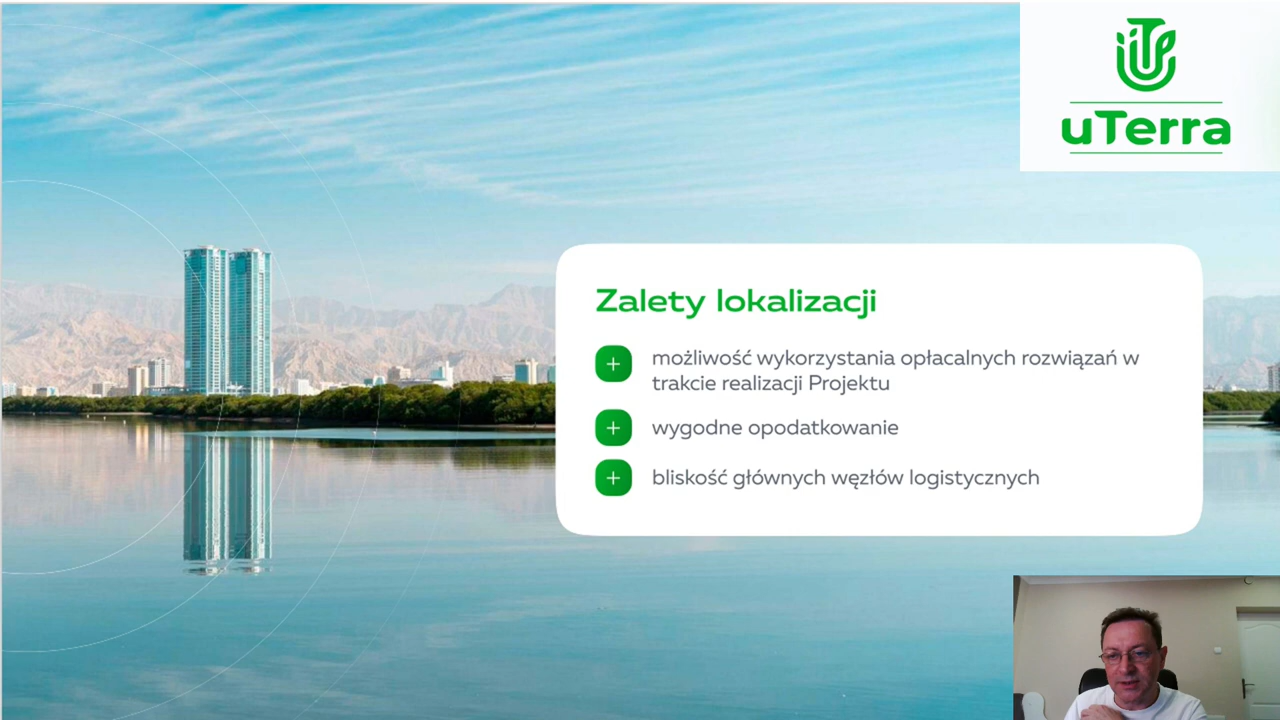 uTerra
Zalety lokalizacji
możliwość wykorzystania opłacalnych rozwiązań w
trakcie realizacji Projektu
wygodne opodatkowanie
bliskość głównych węzłów logistycznych